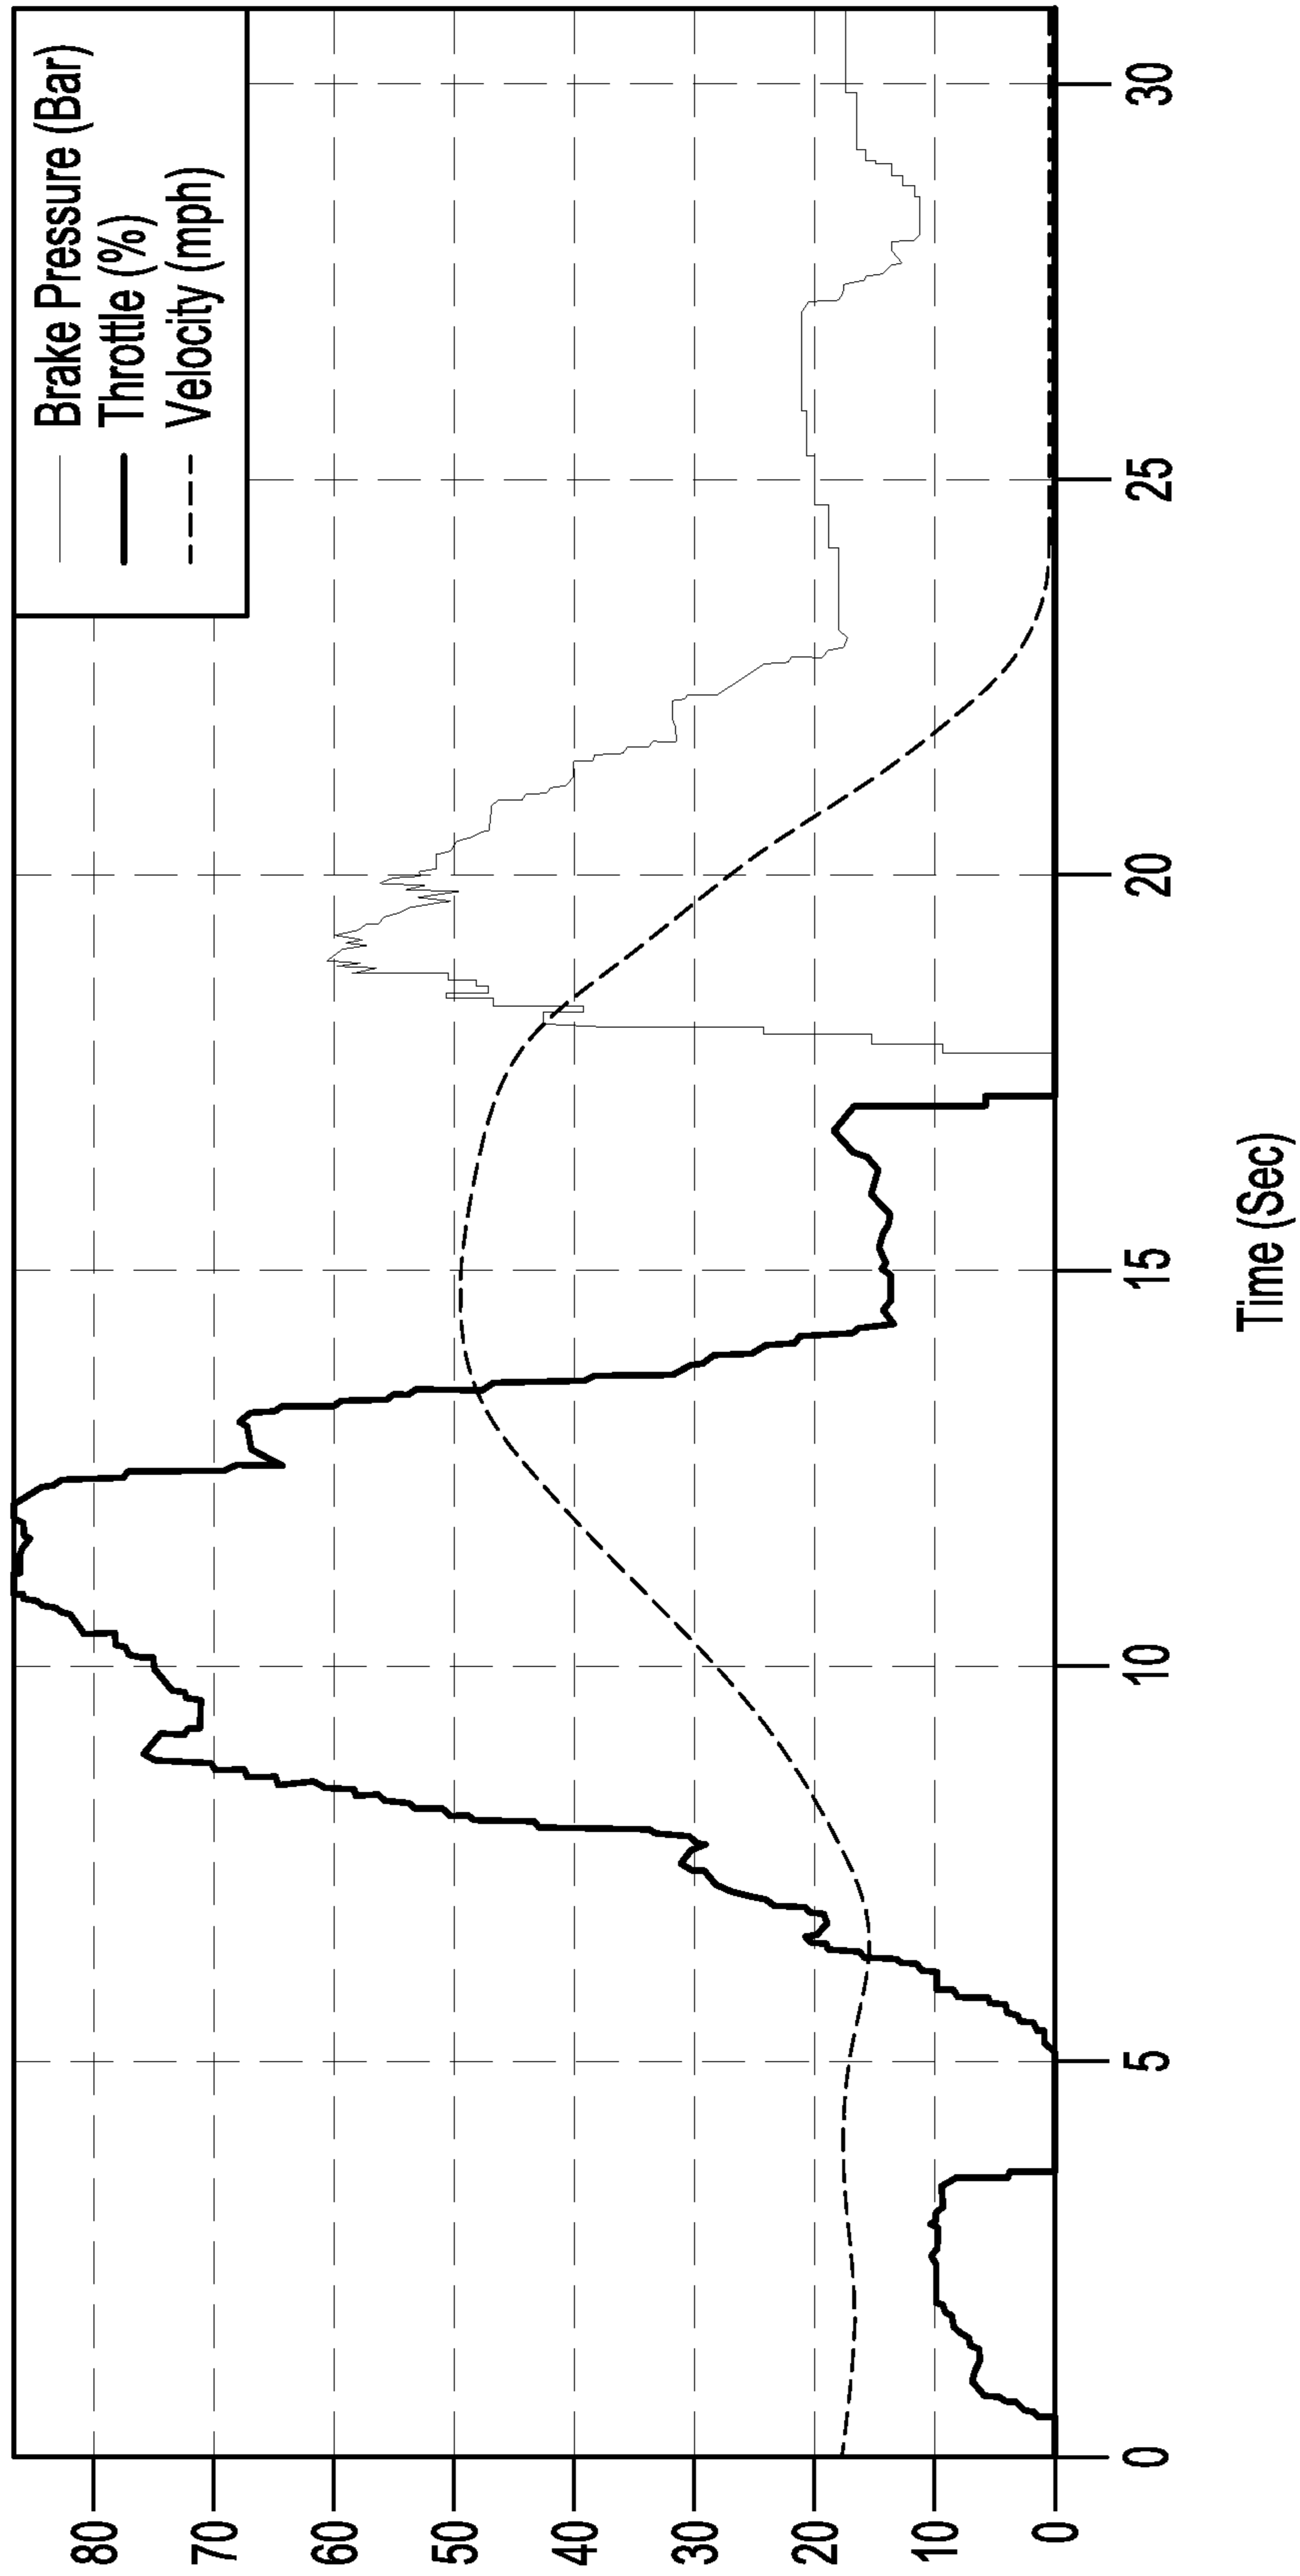 Brake Pressure (Bar)
Throttle (%)
Velocity (mph)
80
70
60
50
40
30
20
10
0
0 5 10 15 20 25 30
Time (Sec)